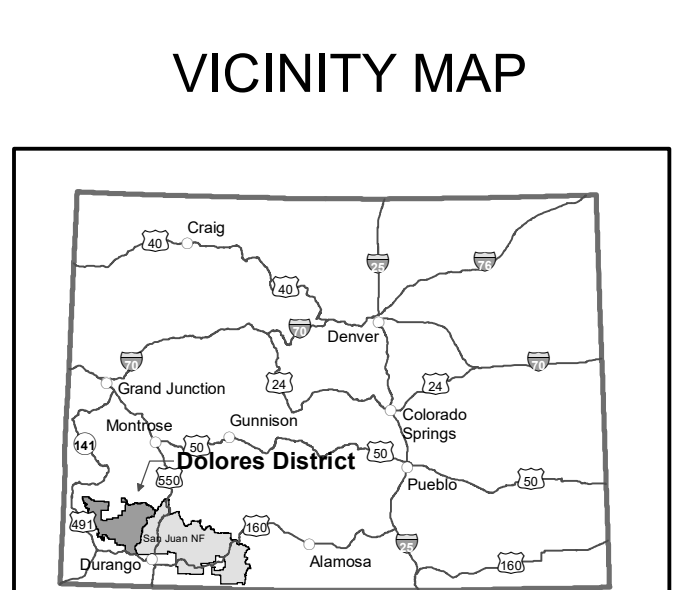 VICINITY MAP
Craig
40
25
76
40
70
Denver
70
70
Grand Junction
24
24
Montrose
Gunnison
Colorado
Springs
141
50
50
Dolores District
550
Pueblo
50
491
160
San Juan NF
25
Durango
Alamosa
160